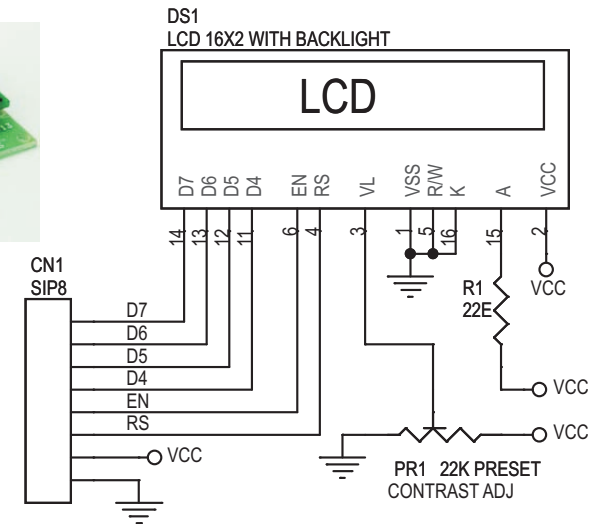 DS1
LCD 16X2 WITH BACKLIGHT
LCD
D7 D6 D5 D4 EN RS VL VSS R/W K A VCC
14 13 12 11 6 4 3 1 5 16 15 2
CN1
SIP8
R1
22E
VCC
D7
D6
D5
D4
EN
RS
VCC
VCC
VCC
PR1 22K PRESET
CONTRAST ADJ